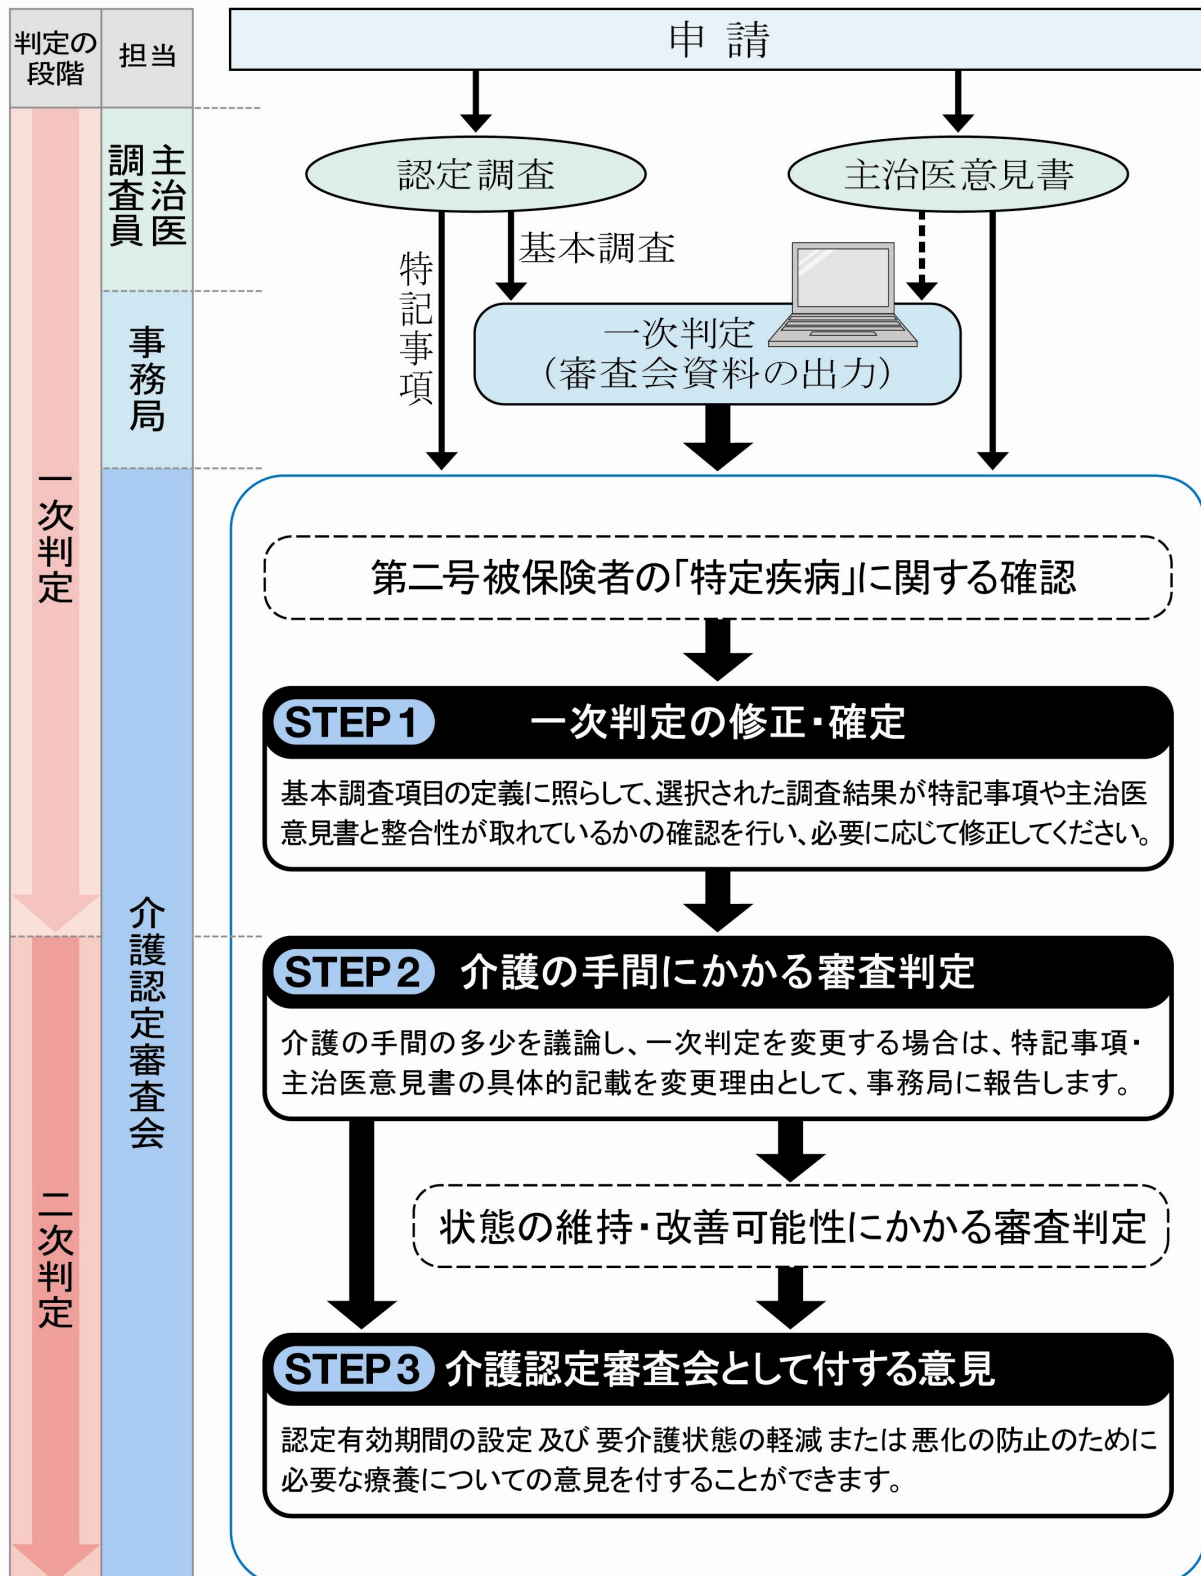 判定の
段階
担当
申請
主治医
調査員
認定調査
主治医意見書
特記事項
基本調査
事務局
一次判定
（審査会資料の出力）
一次判定
第二号被保険者の「特定疾病」に関する確認
STEP1 一次判定の修正・確定
基本調査項目の定義に照らして、選択された調査結果が特記事項や主治医
意見書と整合性が取れているかの確認を行い、必要に応じて修正してください。
介護認定審査会
STEP2 介護の手間にかかる審査判定
介護の手間の多少を議論し、一次判定を変更する場合は、特記事項・
主治医意見書の具体的記載を変更理由として、事務局に報告します。
二次判定
状態の維持・改善可能性にかかる審査判定
STEP3 介護認定審査会として付する意見
認定有効期間の設定 及び 要介護状態の軽減 または 悪化の防止のために
必要な療養についての意見を付することができます。